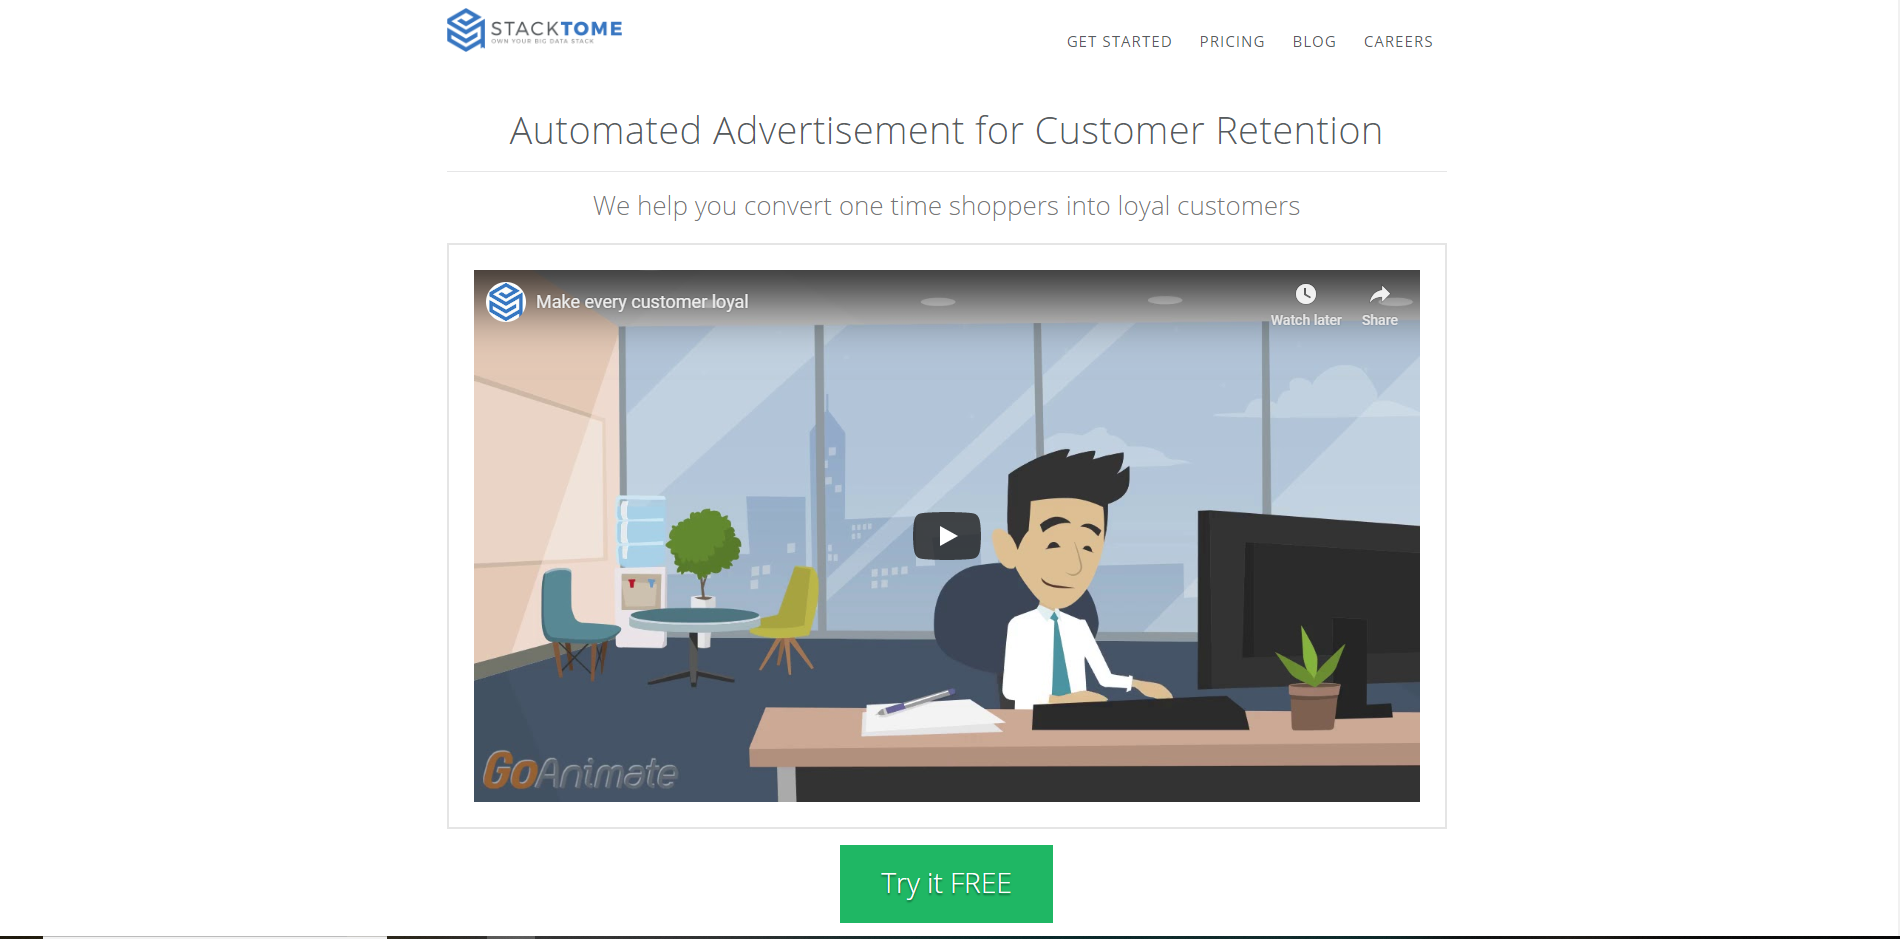 STACKTOME
OWN YOUR BIG DATA STACK
GET STARTED PRICING BLOG CAREERS
Automated Advertisement for Customer Retention
We help you convert one time shoppers into loyal customers
Make every customer loyal
Watch later Share
GoAnimate
Try it FREE